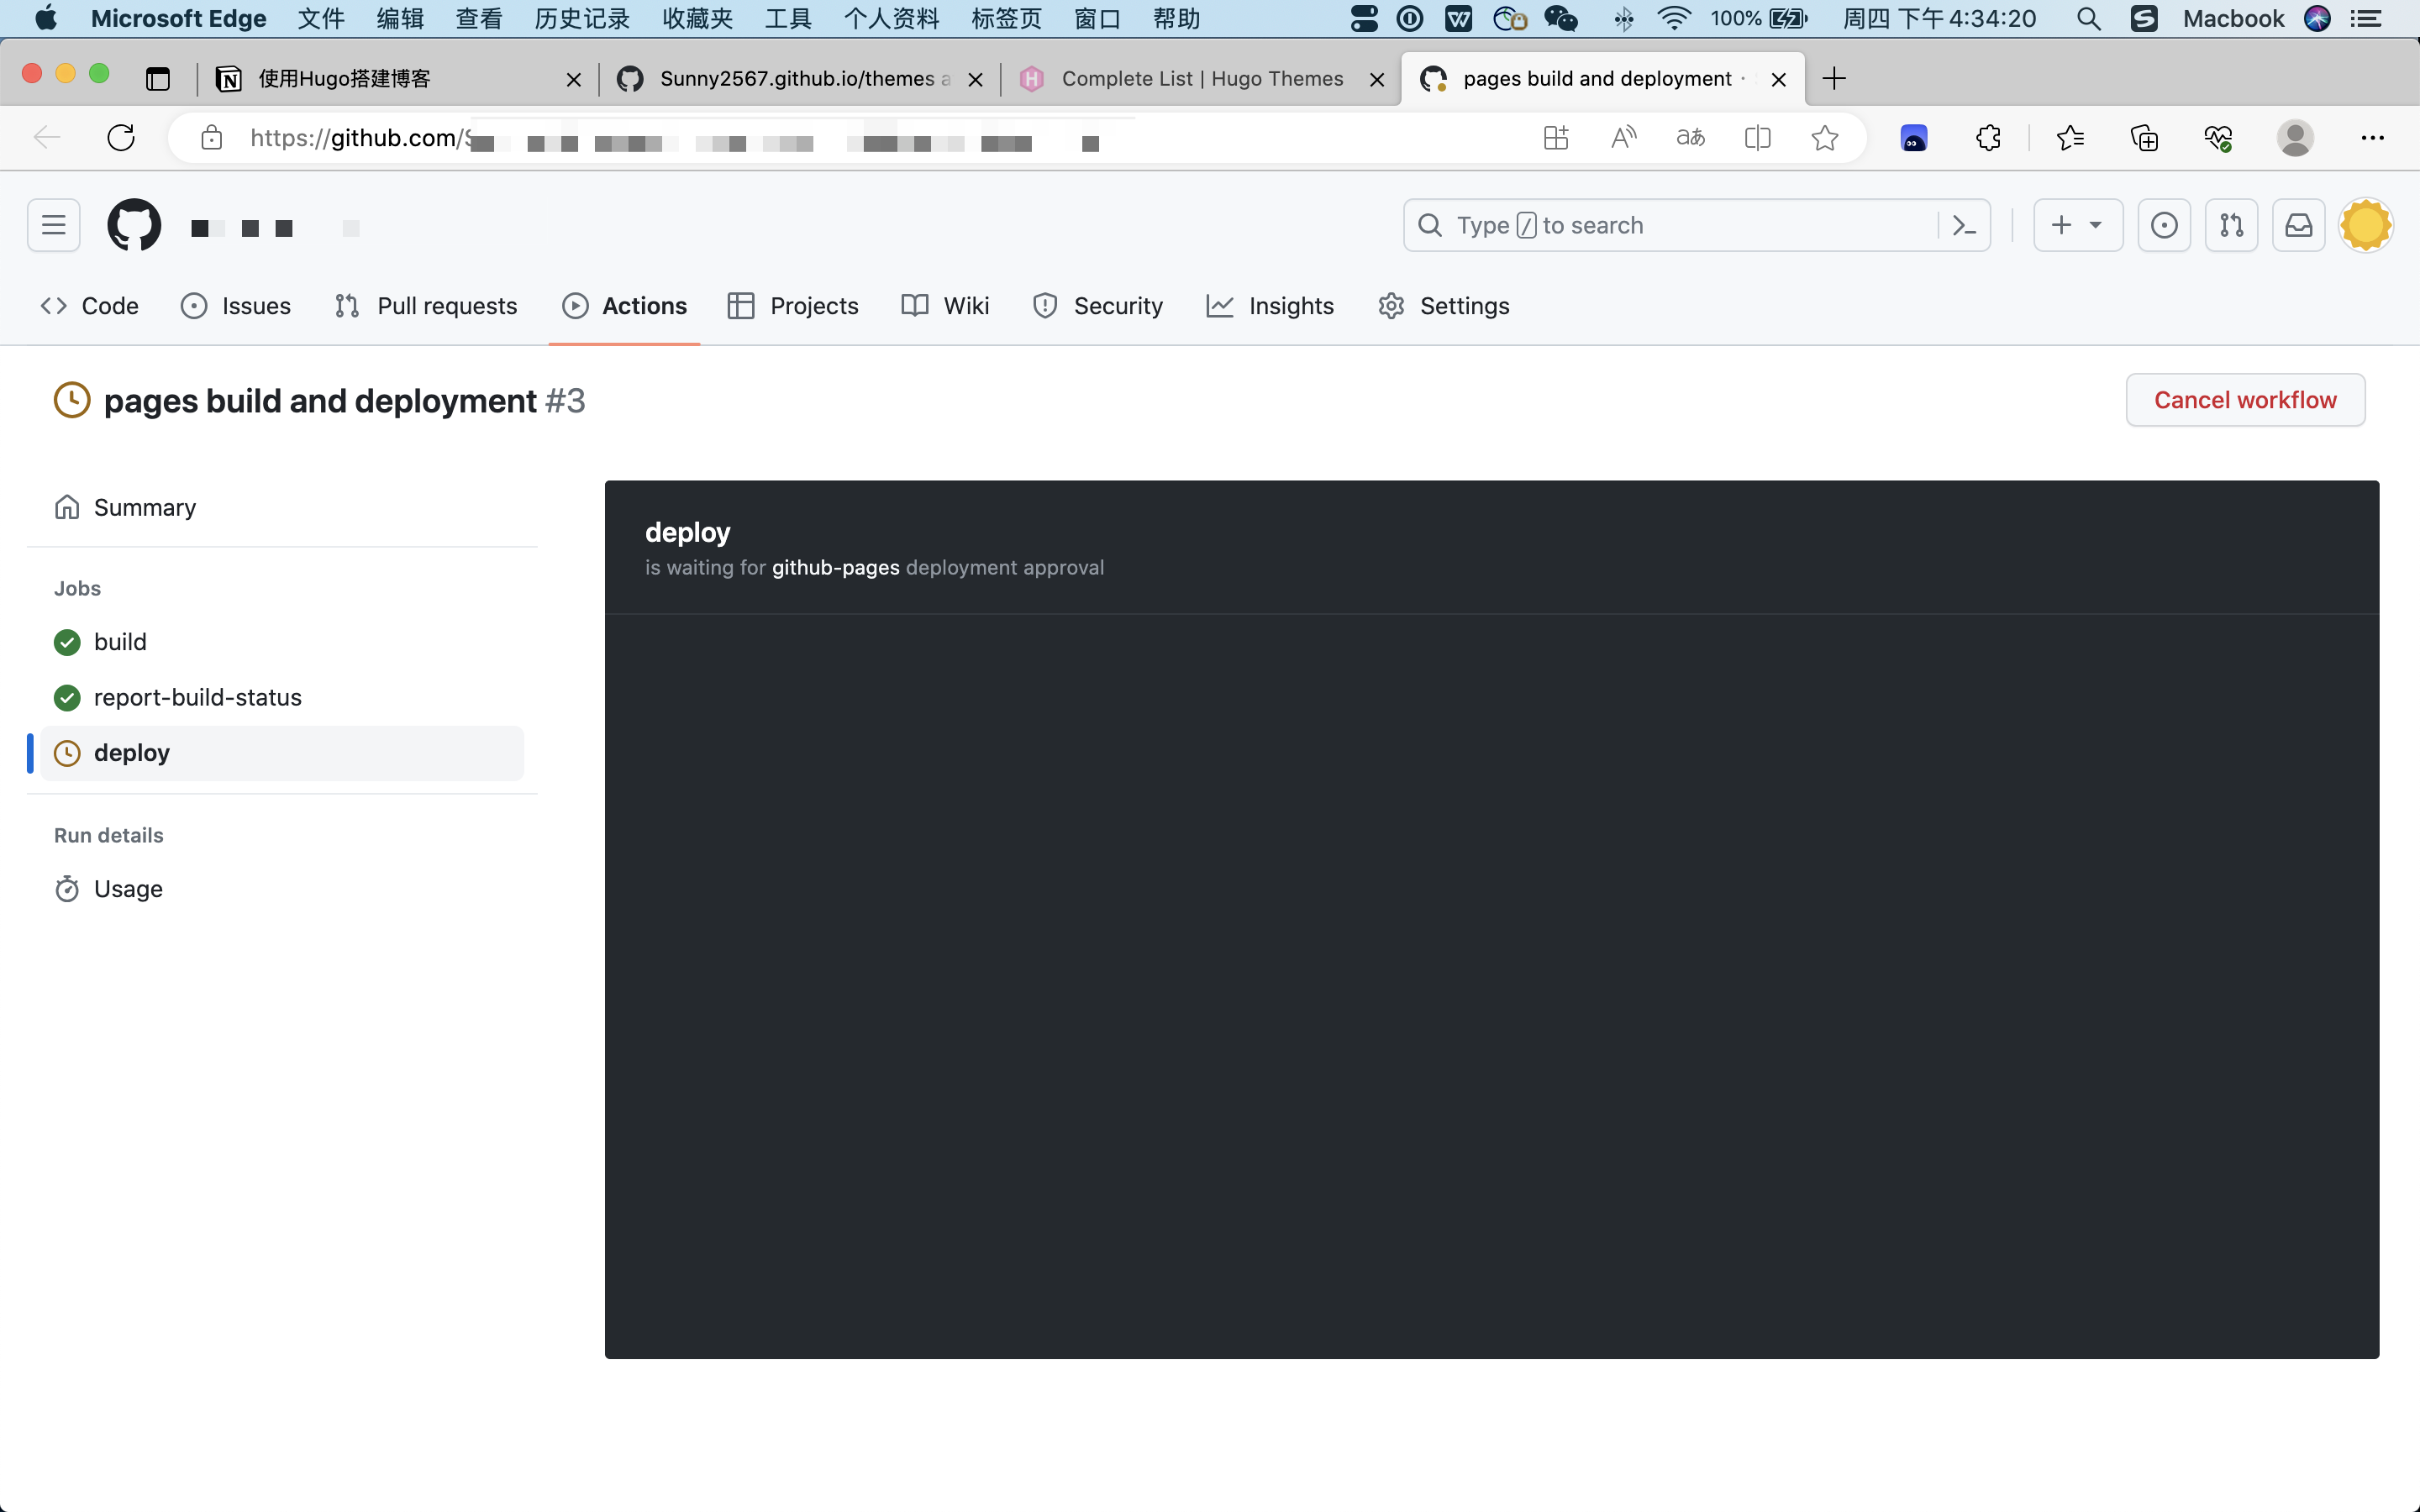 Microsoft Edge 文件 编辑 查看 历史记录 收藏夹 工具 个人资料 标签页 窗口 帮助 100% 周四 下午 4:34:20 Macbook
使用Hugo搭建博客 Sunny2567.github.io/themes a Complete List | Hugo Themes pages build and deployment ·
https://github.com/S
Type / to search
Code Issues Pull requests Actions Projects Wiki Security Insights Settings
pages build and deployment #3 Cancel workflow
Summary
deploy
is waiting for github-pages deployment approval
Jobs
build
report-build-status
deploy
Run details
Usage